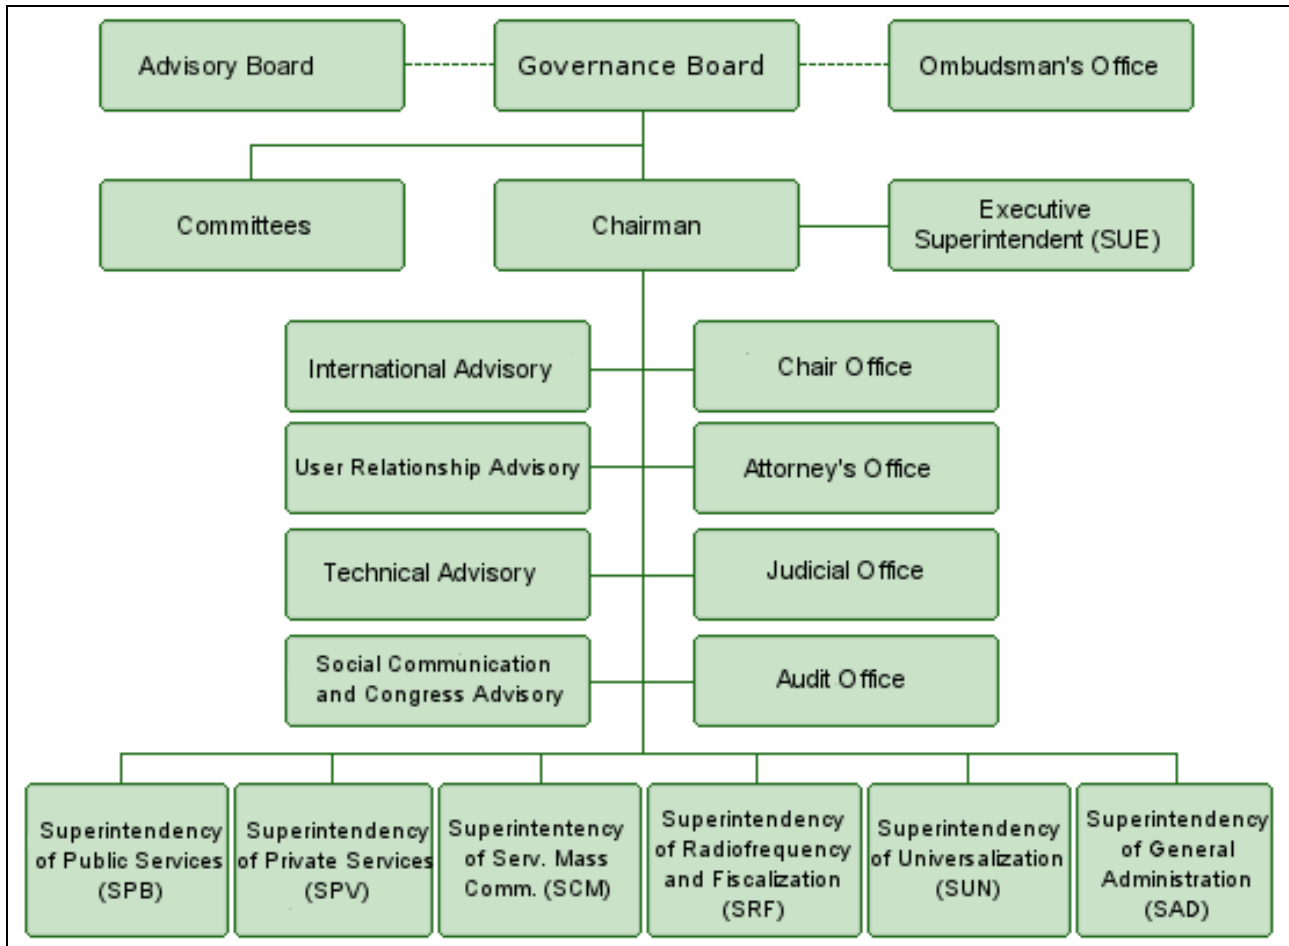 Advisory Board
Governance Board
Ombudsman's Office
Committees
Chairman
Executive
Superintendent (SUE)
International Advisory
Chair Office
User Relationship Advisory
Attorney's Office
Technical Advisory
Judicial Office
Social Communication
and Congress Advisory
Audit Office
Superintendency
of Public Services
(SPB)
Superintendency
of Private Services
(SPV)
Superintentency
of Serv. Mass
Comm. (SCM)
Superintendency
of Radiofrequency
and Fiscalization
(SRF)
Superintendency
of Universalization
(SUN)
Superintendency
of General
Administration
(SAD)